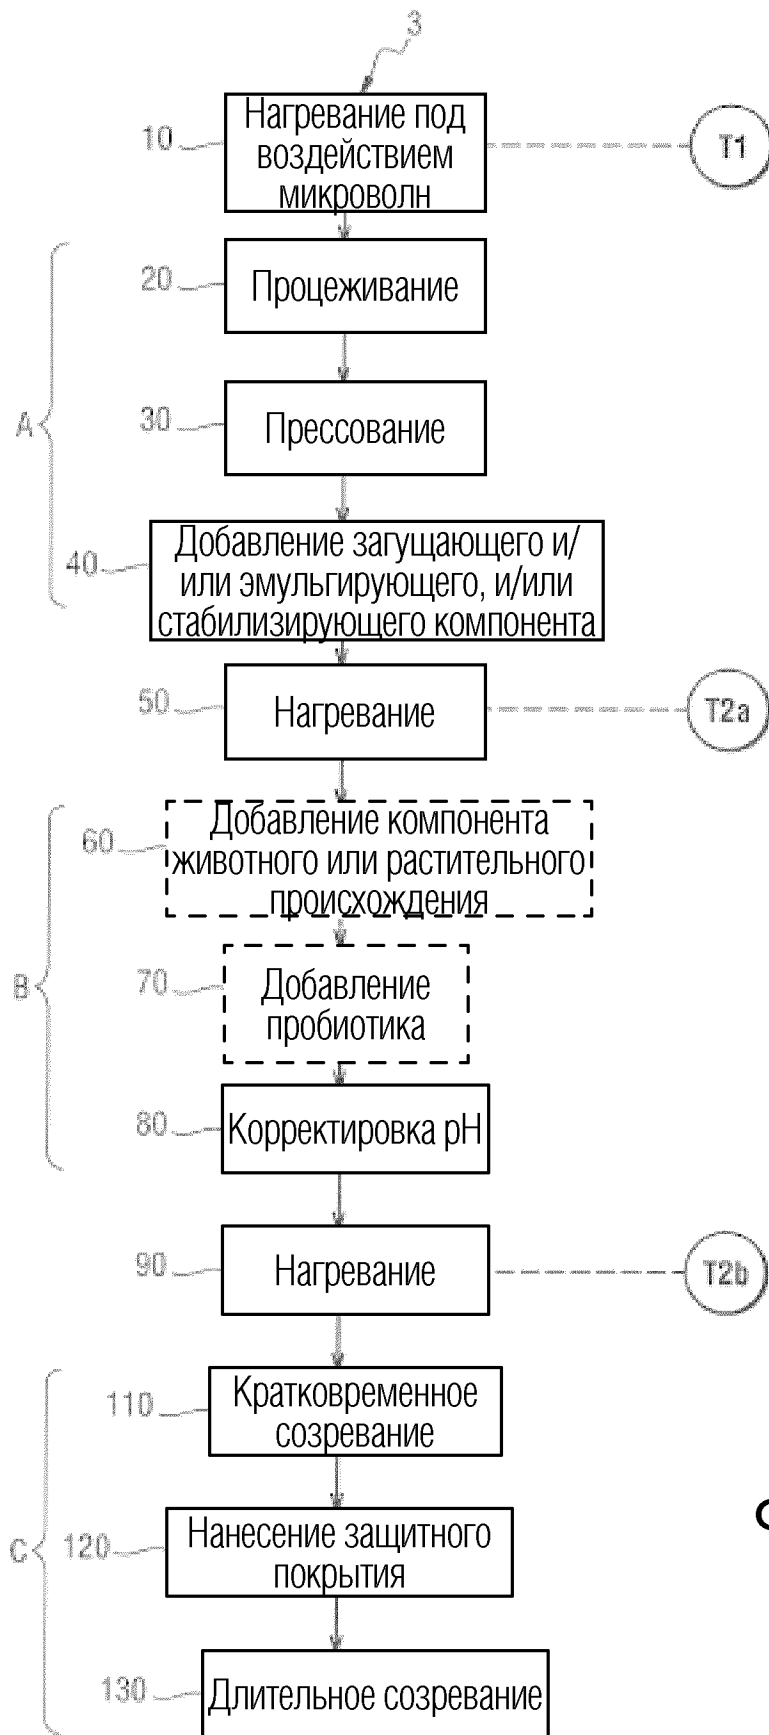 3
10
Нагревание под
воздействием
микроволн
T1
20
Процеживание
A
30
Прессование
40
Добавление загущающего и/
или эмульгирующего, и/или
стабилизирующего компонента
50
Нагревание
T2a
60
Добавление компонента
животного или растительного
происхождения
B
70
Добавление
пробиотика
80
Корректировка pH
90
Нагревание
T2b
110
Кратковременное
созревание
C
120
Нанесение защитного
покрытия
130
Длительное созревание